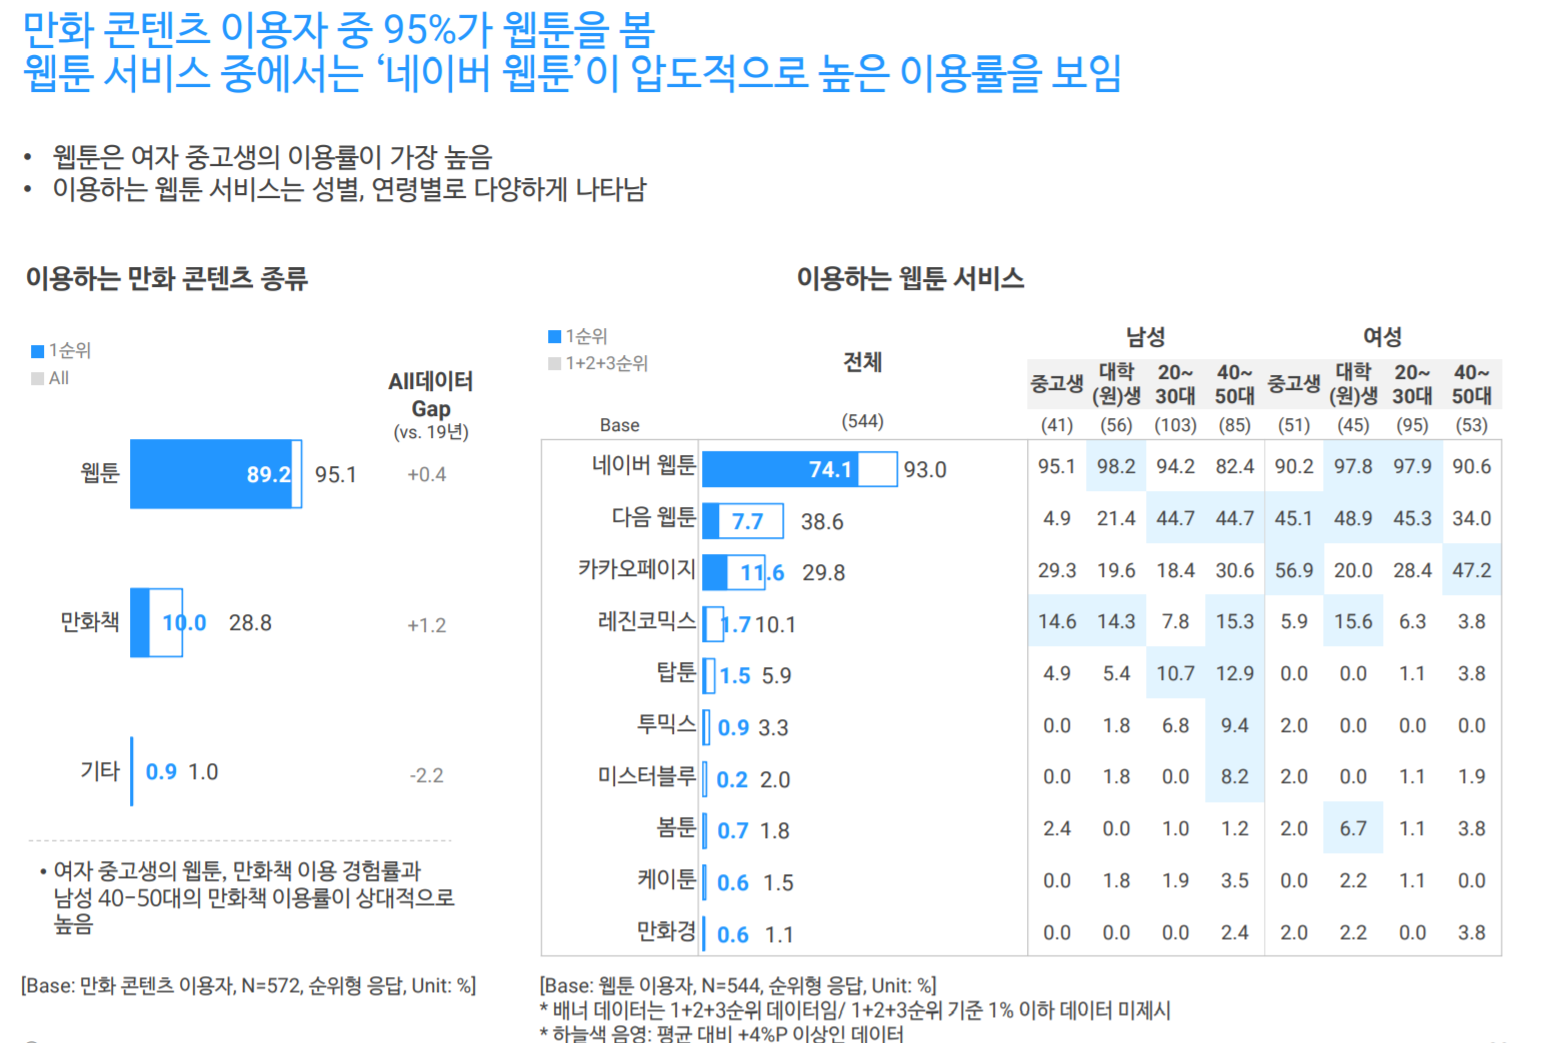 만화 콘텐츠 이용자 중 95%가 웹툰을 봄
웹툰 서비스 중에서는 ‘네이버 웹툰’이 압도적으로 높은 이용률을 보임
• 웹툰은 여자 중고생의 이용률이 가장 높음
• 이용하는 웹툰 서비스는 성별, 연령별로 다양하게 나타남
이용하는 만화 콘텐츠 종류
1순위
All
All데이터
Gap
(vs. 19년)
웹툰 89.2 95.1 +0.4
만화책 10.0 28.8 +1.2
기타 0.9 1.0 -2.2
• 여자 중고생의 웹툰, 만화책 이용 경험률과
남성 40-50대의 만화책 이용률이 상대적으로
높음
[Base: 만화 콘텐츠 이용자, N=572, 순위형 응답, Unit: %]
이용하는 웹툰 서비스
1순위
1+2+3순위
전체
남성 여성
중고생 대학 20~ 40~ 중고생 대학 20~ 40~
(원)생 30대 50대 (원)생 30대 50대
Base (544) (41) (56) (103) (85) (51) (45) (95) (53)
네이버 웹툰 74.1 93.0 95.1 98.2 94.2 82.4 90.2 97.8 97.9 90.6
다음 웹툰 7.7 38.6 4.9 21.4 44.7 44.7 45.1 48.9 45.3 34.0
카카오페이지 11.6 29.8 29.3 19.6 18.4 30.6 56.9 20.0 28.4 47.2
레진코믹스 1.7 10.1 14.6 14.3 7.8 15.3 5.9 15.6 6.3 3.8
탑툰 1.5 5.9 4.9 5.4 10.7 12.9 0.0 0.0 1.1 3.8
투믹스 0.9 3.3 0.0 1.8 6.8 9.4 2.0 0.0 0.0 0.0
미스터블루 0.2 2.0 0.0 1.8 0.0 8.2 2.0 0.0 1.1 1.9
봄툰 0.7 1.8 2.4 0.0 1.0 1.2 2.0 6.7 1.1 3.8
케이툰 0.6 1.5 0.0 1.8 1.9 3.5 0.0 2.2 1.1 0.0
만화경 0.6 1.1 0.0 0.0 0.0 2.4 2.0 2.2 0.0 3.8
[Base: 웹툰 이용자, N=544, 순위형 응답, Unit: %]
* 배너 데이터는 1+2+3순위 데이터임/ 1+2+3순위 기준 1% 이하 데이터 미제시
* 하늘색 음영: 평균 대비 +4%P 이상인 데이터